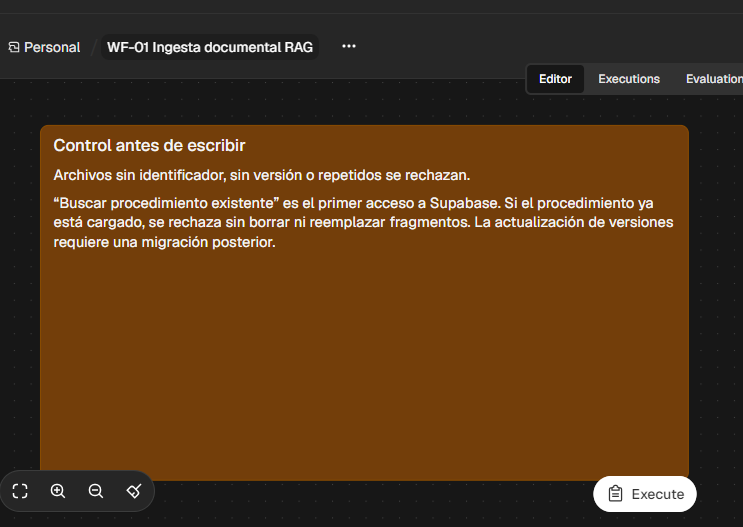 Personal / WF-01 Ingesta documental RAG ...
Editor Executions Evaluation
Control antes de escribir
Archivos sin identificador, sin versión o repetidos se rechazan.
“Buscar procedimiento existente” es el primer acceso a Supabase. Si el procedimiento ya
está cargado, se rechaza sin borrar ni reemplazar fragmentos. La actualización de versiones
requiere una migración posterior.
Execute